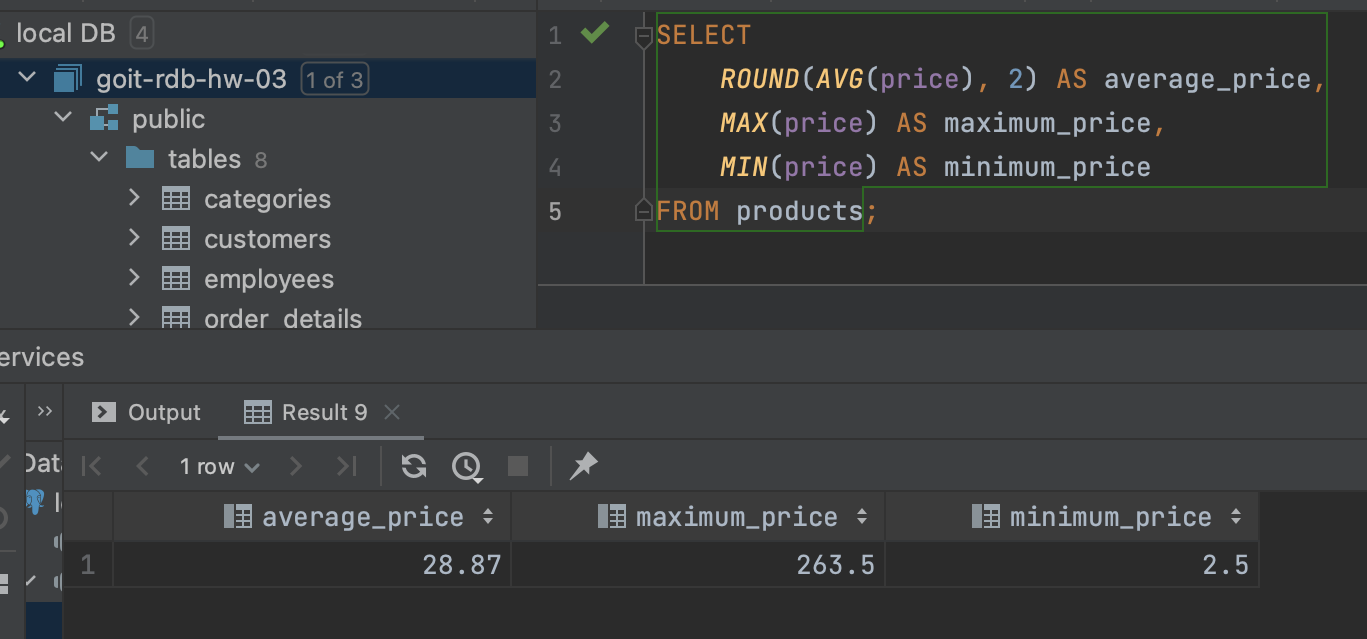 local DB 4
goit-rdb-hw-03 1 of 3
public
tables 8
categories
customers
employees
order_details
1 SELECT
2 ROUND(AVG(price), 2) AS average_price,
3 MAX(price) AS maximum_price,
4 MIN(price) AS minimum_price
5 FROM products;
ervices
Output Result 9
1 row
Dat
average_price maximum_price minimum_price
1 28.87 263.5 2.5